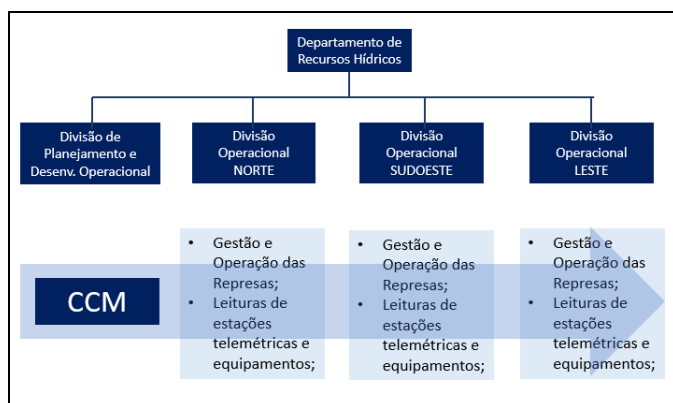 Departamento de
Recursos Hídricos
Divisão de
Planejamento e
Desenv. Operacional
Divisão
Operacional
NORTE
Divisão
Operacional
SUDOESTE
Divisão
Operacional
LESTE
CCM
• Gestão e
Operação das
Represas;
• Leituras de
estações
telemétricas e
equipamentos;
• Gestão e
Operação das
Represas;
• Leituras de
estações
telemétricas e
equipamentos;
• Gestão e
Operação das
Represas;
• Leituras de
estações
telemétricas e
equipamentos;